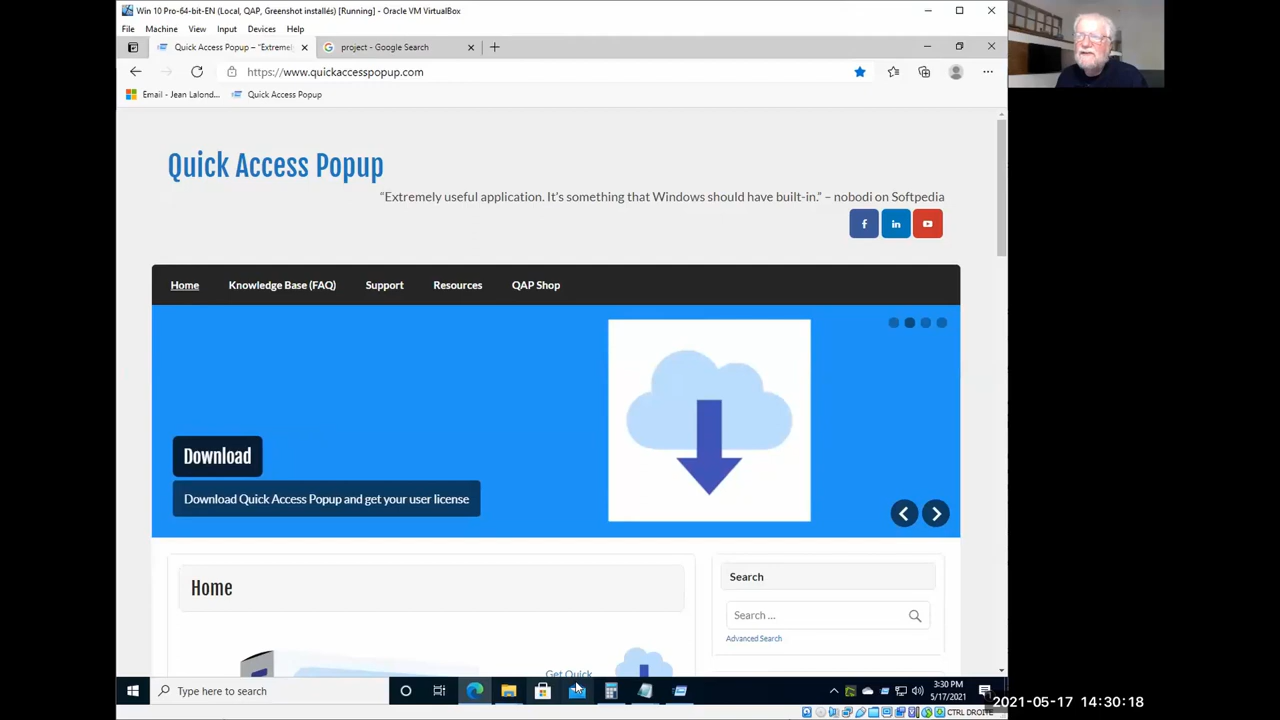 Win 10 Pro-64-bit-EN (Local, QAP, Greenshot installés) [Running] - Oracle VM VirtualBox
File Machine View Input Devices Help
Quick Access Popup – “Extremel
project - Google Search
https://www.quickaccesspopup.com
Email - Jean Lalond...
Quick Access Popup
Quick Access Popup
“Extremely useful application. It's something that Windows should have built-in.” – nobodi on Softpedia
Home Knowledge Base (FAQ) Support Resources QAP Shop
Download
Download Quick Access Popup and get your user license
Home
Search
Search ...
Advanced Search
Get Quick
Type here to search
3:30 PM
5/17/2021
CTRL DROITE
2021-05-17 14:30:18